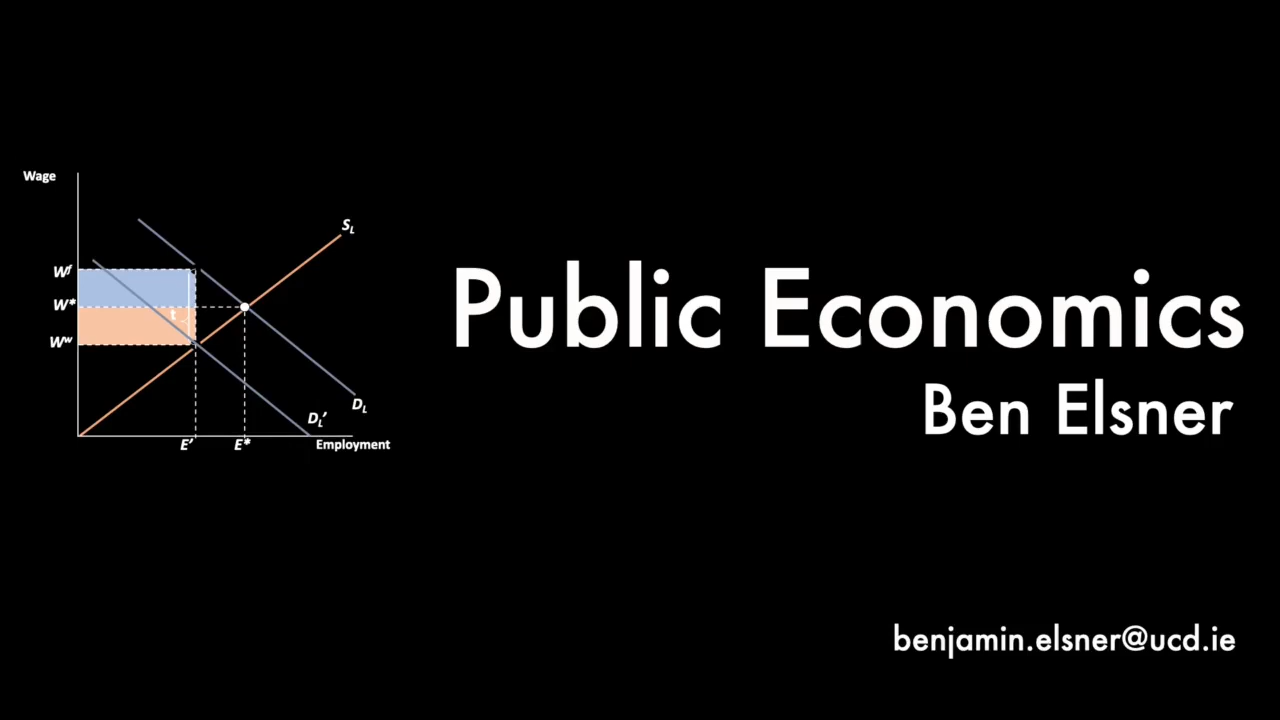 Wage
S_L
W^f
W*
t
W^w
D_L
D_L'
E'
E*
Employment
Public Economics
Ben Elsner
benjamin.elsner@ucd.ie